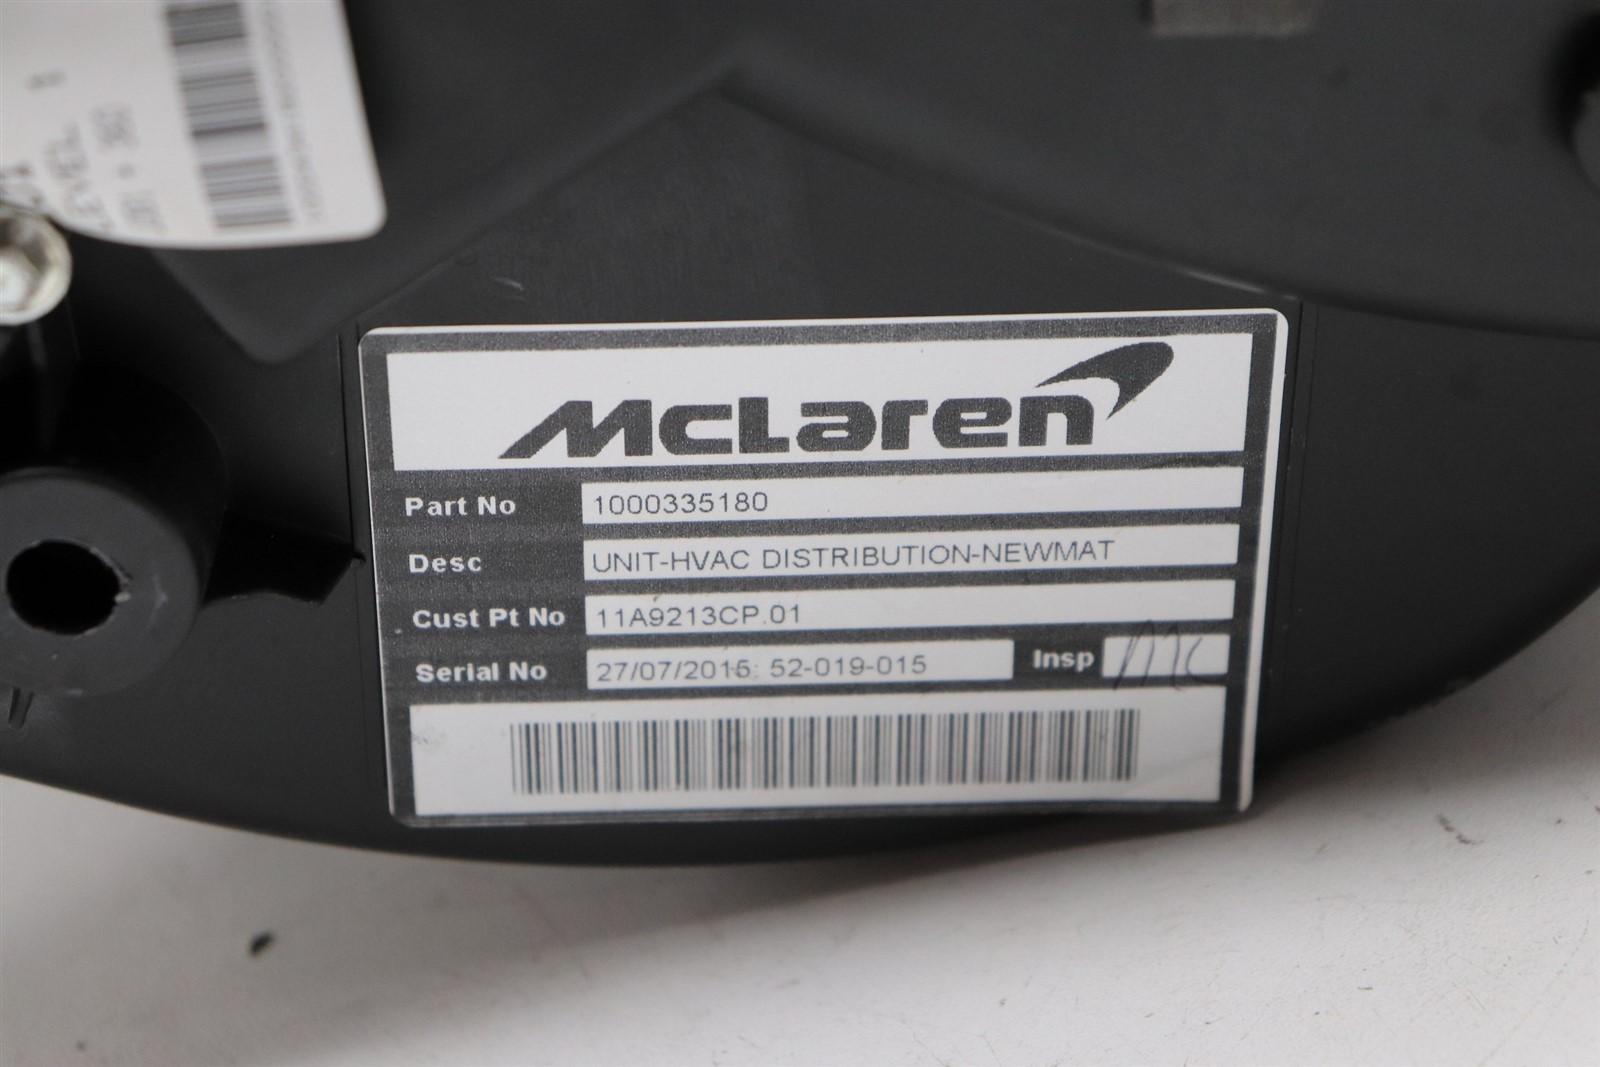 McLaren
Part No 1000335180
Desc UNIT-HVAC DISTRIBUTION-NEWMAT
Cust Pt No 11A9213CP.01
Serial No 27/07/2015: 52-019-015 Insp MC